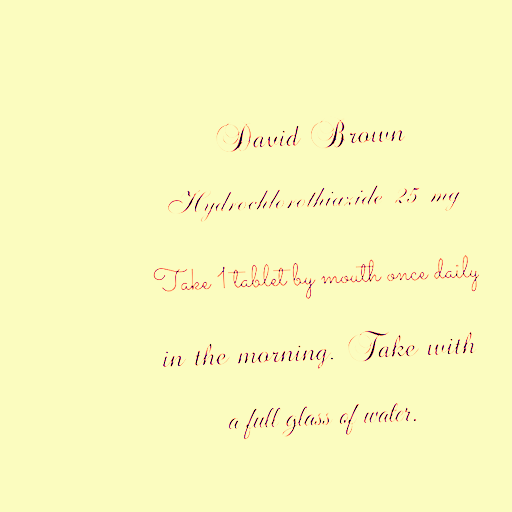 David Brown
Hydrochlorothiazide 25 mg
Take 1 tablet by mouth once daily
in the morning. Take with
a full glass of water.